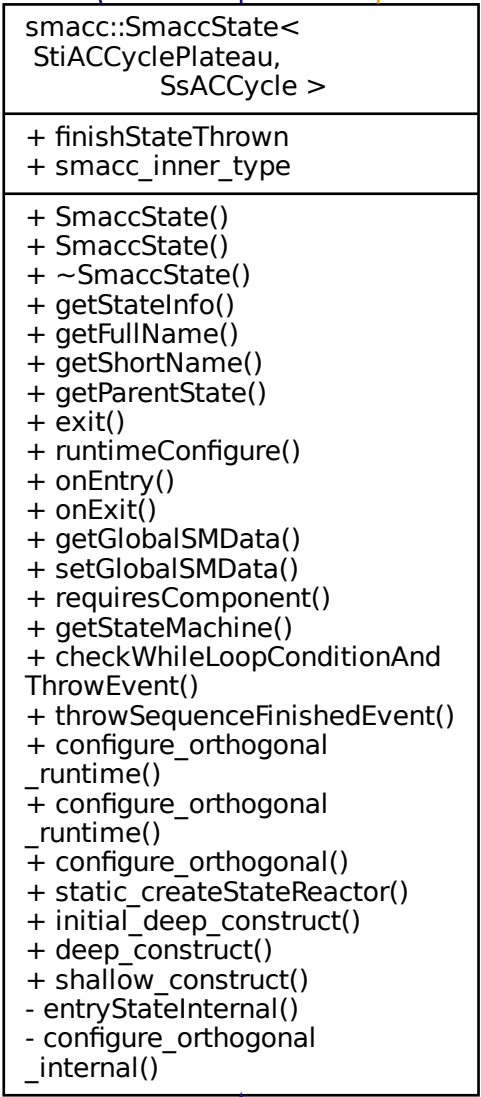 smacc::SmaccState<
StiACCyclePlateau,
SsACCycle >
+ finishStateThrown
+ smacc_inner_type
+ SmaccState()
+ SmaccState()
+ ~SmaccState()
+ getStateInfo()
+ getFullName()
+ getShortName()
+ getParentState()
+ exit()
+ runtimeConfigure()
+ onEntry()
+ onExit()
+ getGlobalSMData()
+ setGlobalSMData()
+ requiresComponent()
+ getStateMachine()
+ checkWhileLoopConditionAnd
ThrowEvent()
+ throwSequenceFinishedEvent()
+ configure_orthogonal
_runtime()
+ configure_orthogonal
_runtime()
+ configure_orthogonal()
+ static_createStateReactor()
+ initial_deep_construct()
+ deep_construct()
+ shallow_construct()
- entryStateInternal()
- configure_orthogonal
_internal()